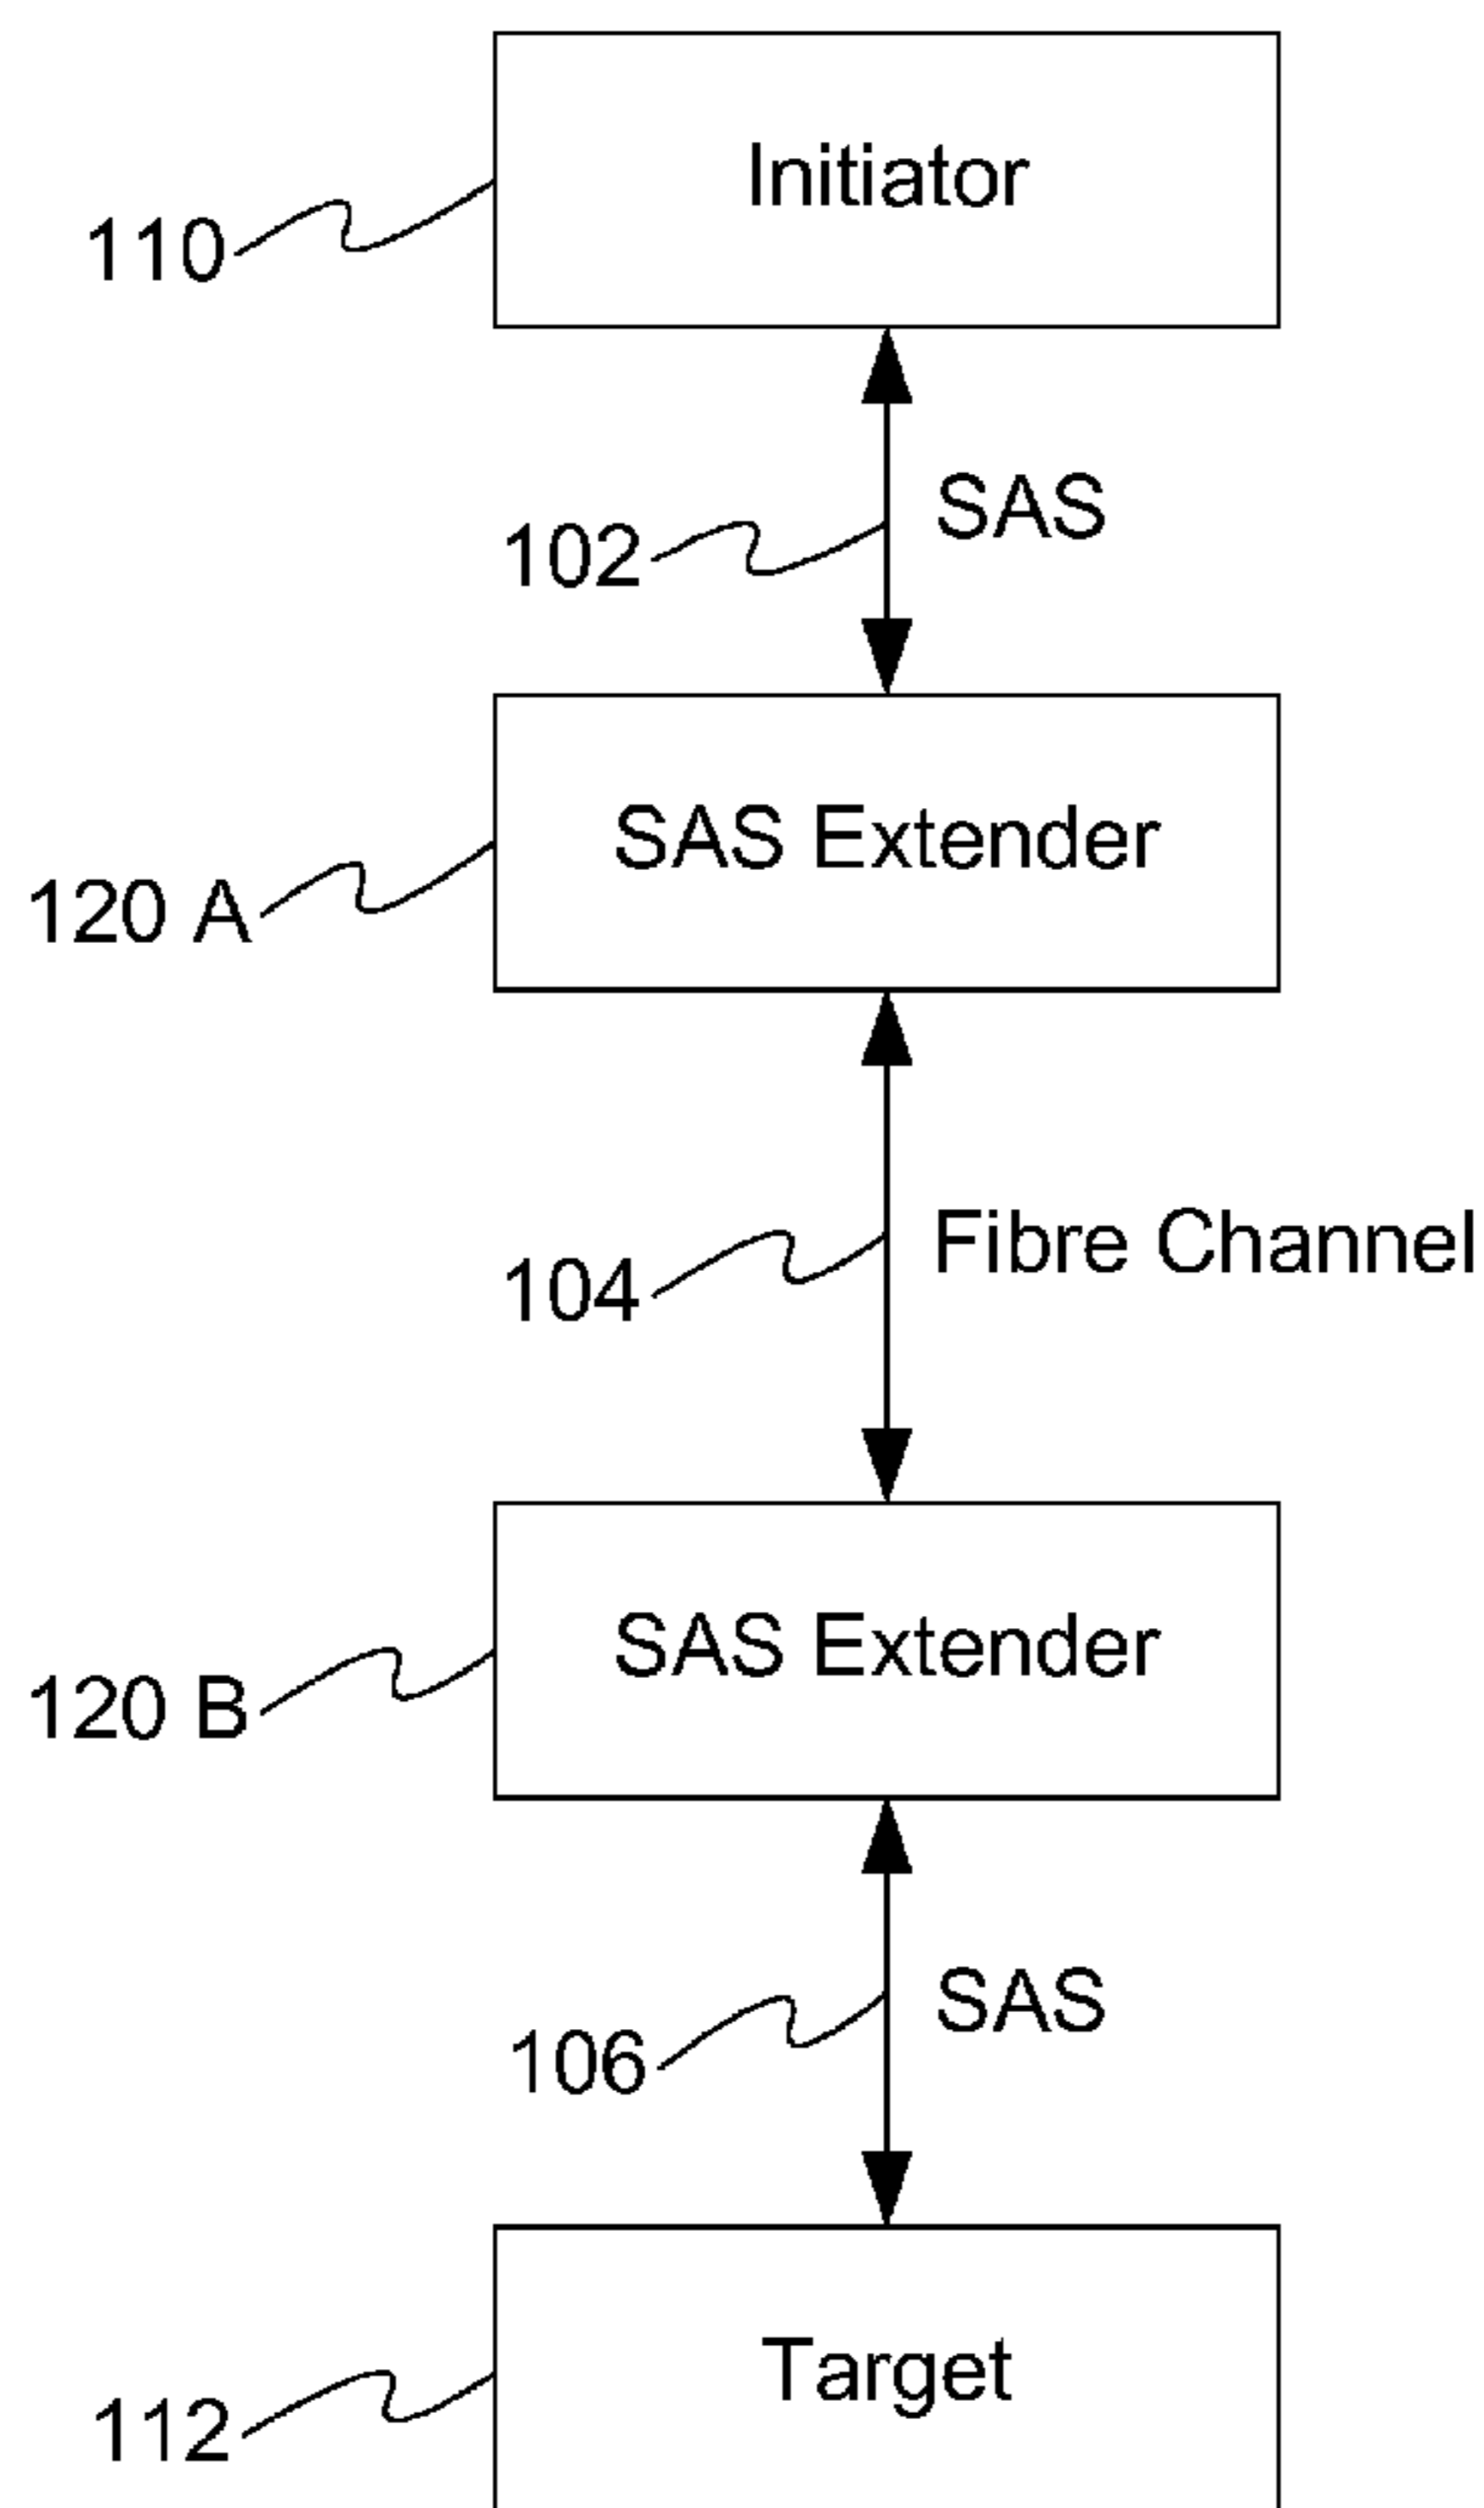 Initiator
110
SAS
102
SAS Extender
120 A
Fibre Channel
104
SAS Extender
120 B
SAS
106
Target
112